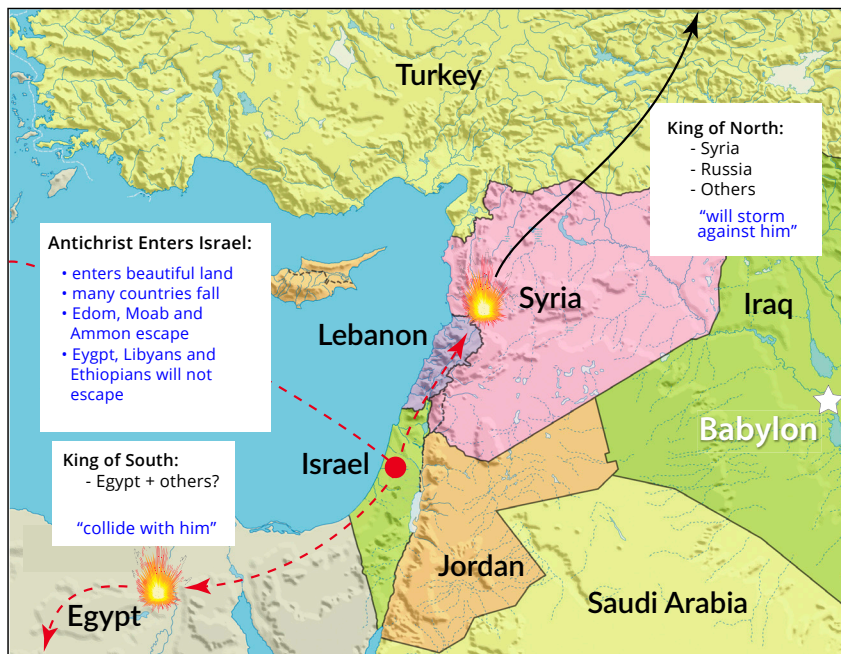 Turkey
King of North:
- Syria
- Russia
- Others
“will storm
against him”
Antichrist Enters Israel:
• enters beautiful land
• many countries fall
• Edom, Moab and
Ammon escape
• Eygpt, Libyans and
Ethiopians will not
escape
Syria
Iraq
Lebanon
Babylon
King of South:
- Egypt + others?
“collide with him”
Israel
Jordan
Egypt
Saudi Arabia